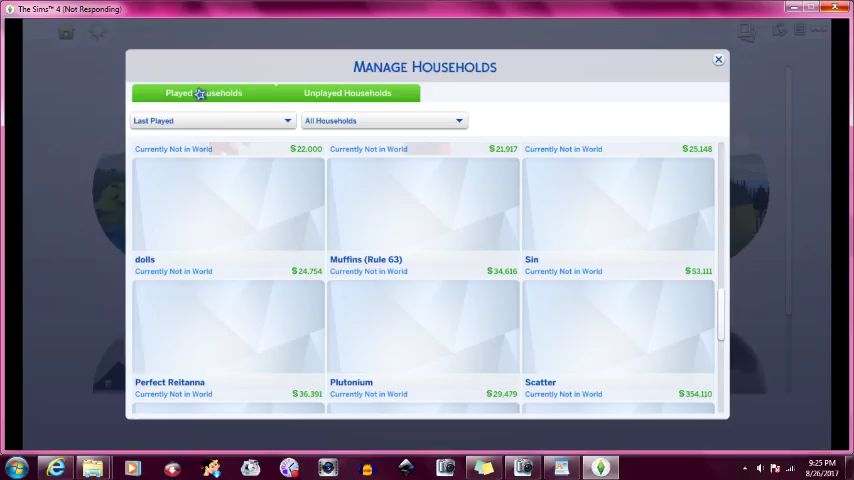 The Sims™ 4 (Not Responding)
Manage Households
Played Households
Unplayed Households
Last Played
All Households
Currently Not in World
$22,000
Currently Not in World
$21,917
Currently Not in World
$25,148
dolls
Currently Not in World
$24,754
Muffins (Rule 63)
Currently Not in World
$34,616
Sin
Currently Not in World
$53,111
Perfect Reitanna
Currently Not in World
$36,391
Plutonium
Currently Not in World
$29,479
Scatter
Currently Not in World
$354,110
9:25 PM
8/26/2017